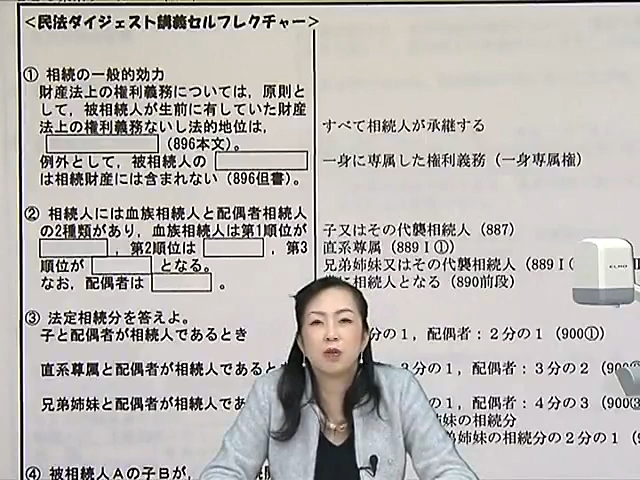 ＜民法ダイジェスト講義セルフレクチャー＞
① 相続の一般的効力
財産法上の権利義務については，原則と
して，被相続人が生前に有していた財産
法上の権利義務ないし法的地位は，
（896本文）。
例外として，被相続人の
は相続財産には含まれない（896但書）。
すべて相続人が承継する
一身に専属した権利義務（一身専属権）
② 相続人には血族相続人と配偶者相続人
の2種類があり，血族相続人は第1順位が
，第2順位は ，第3
順位が となる。
なお，配偶者は 。
子又はその代襲相続人（887）
直系尊属（889Ⅰ①）
兄弟姉妹又はその代襲相続人（889Ⅰ
に相続人となる（890前段）
③ 法定相続分を答えよ。
子と配偶者が相続人であるとき
分の1，配偶者：2分の1（900①）
直系尊属と配偶者が相続人であると
分の1，配偶者：3分の2（900
兄弟姉妹と配偶者が相続人であ
分の1，配偶者：4分の3（900
妹の相続分
姉妹の相続分の2分の1（
④ 被相続人Aの子Bが，
ELMO